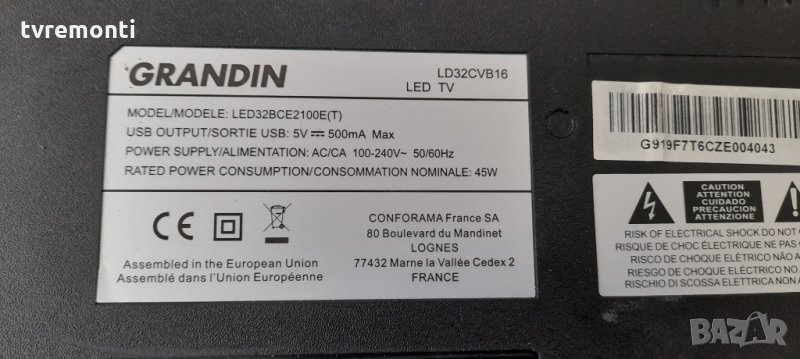 tvremonti
GRANDIN
LD32CVB16
LED TV
MODEL/MODELE: LED32BCE2100E(T)
USB OUTPUT/SORTIE USB: 5V 500mA Max
POWER SUPPLY/ALIMENTATION: AC/CA 100-240V~ 50/60Hz
RATED POWER CONSUMPTION/CONSOMMATION NOMINALE: 45W
CE
CONFORAMA France SA
80 Boulevard du Mandinet
LOGNES
77432 Marne la Vallée Cedex 2
FRANCE
Assembled in the European Union
Assemblé dans l'Union Européenne
G919F7T6CZE004043
CAUTION
ATTENTION
CUIDADO
PRECAUCION
ATTENZIONE
RISK OF ELECTRICAL SHOCK DO NOT
RISQUE DE CHOC ÉLECTRIQUE NE PAS
RISCO DE CHOQUE ELÉTRICO NÃO
RIESGO DE CHOQUE ELÉCTRICO NO
RISCHIO DI SCOSSA ELETTRICA NON
BAZAR